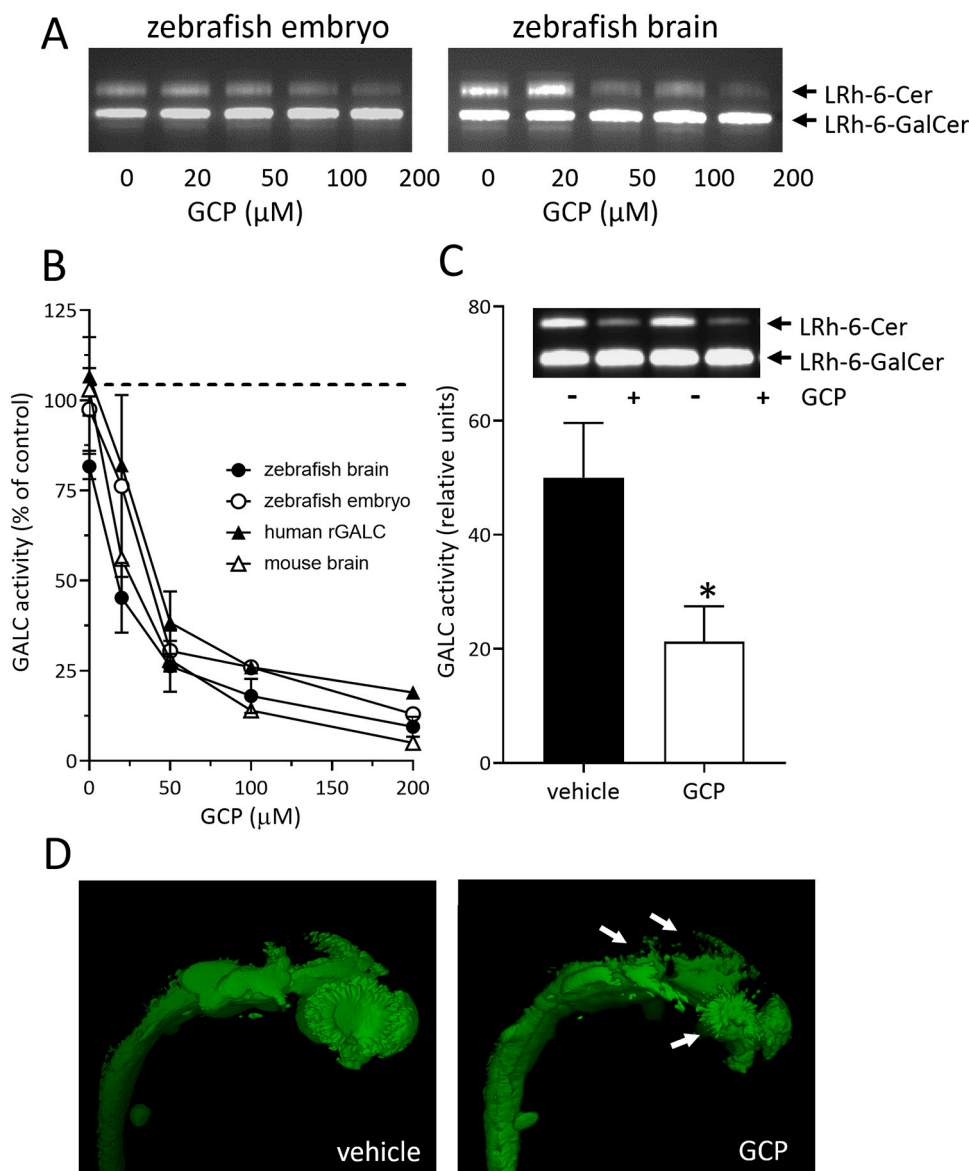 A
zebrafish embryo
zebrafish brain
LRh-6-Cer
LRh-6-GalCer
0 20 50 100 200
0 20 50 100 200
GCP (µM)
GCP (µM)
B
125
100
75
50
25
0
GALC activity (% of control)
zebrafish brain
zebrafish embryo
human rGALC
mouse brain
0 50 100 150 200
GCP (µM)
C
80
60
40
20
0
GALC activity (relative units)
LRh-6-Cer
LRh-6-GalCer
- + - + GCP
*
vehicle GCP
D
vehicle
GCP